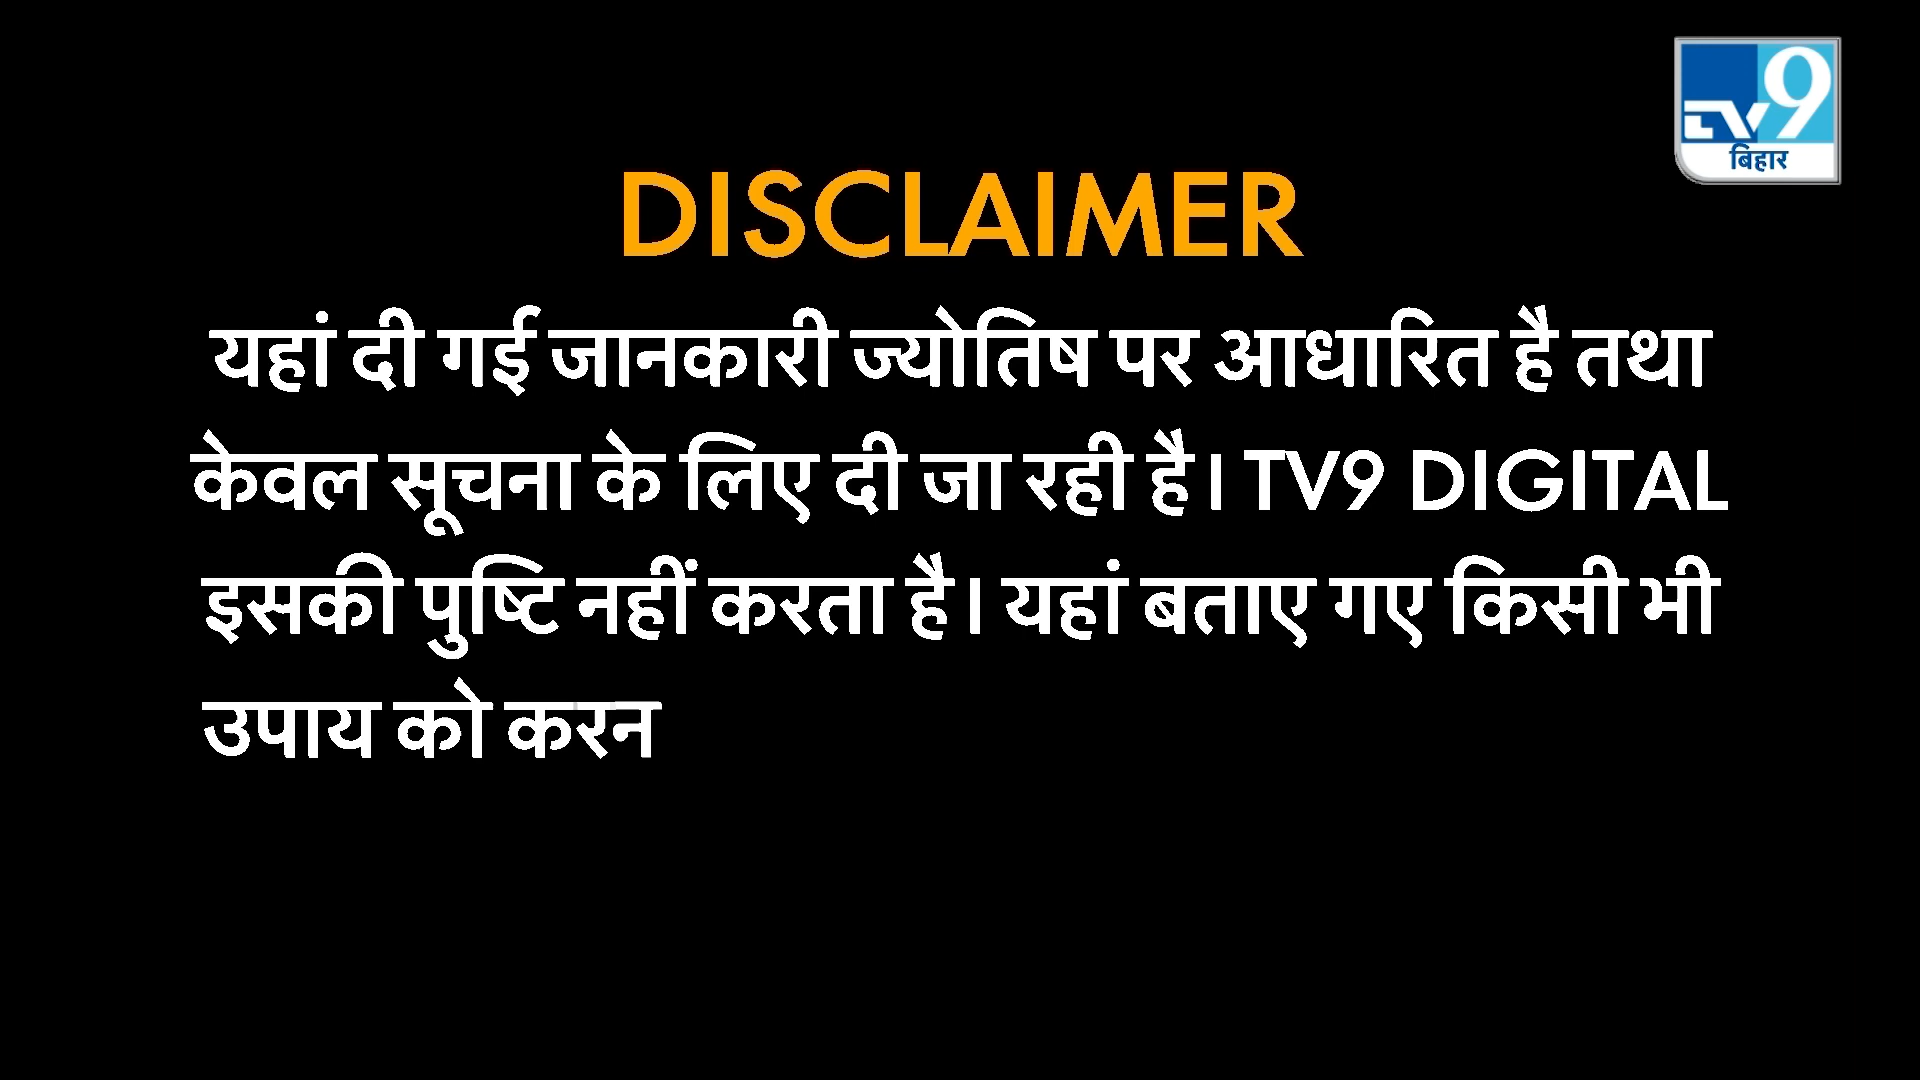 TV9
बिहार
DISCLAIMER
यहां दी गई जानकारी ज्योतिष पर आधारित है तथा
केवल सूचना के लिए दी जा रही है। TV9 DIGITAL
इसकी पुष्टि नहीं करता है। यहां बताए गए किसी भी
उपाय को करन